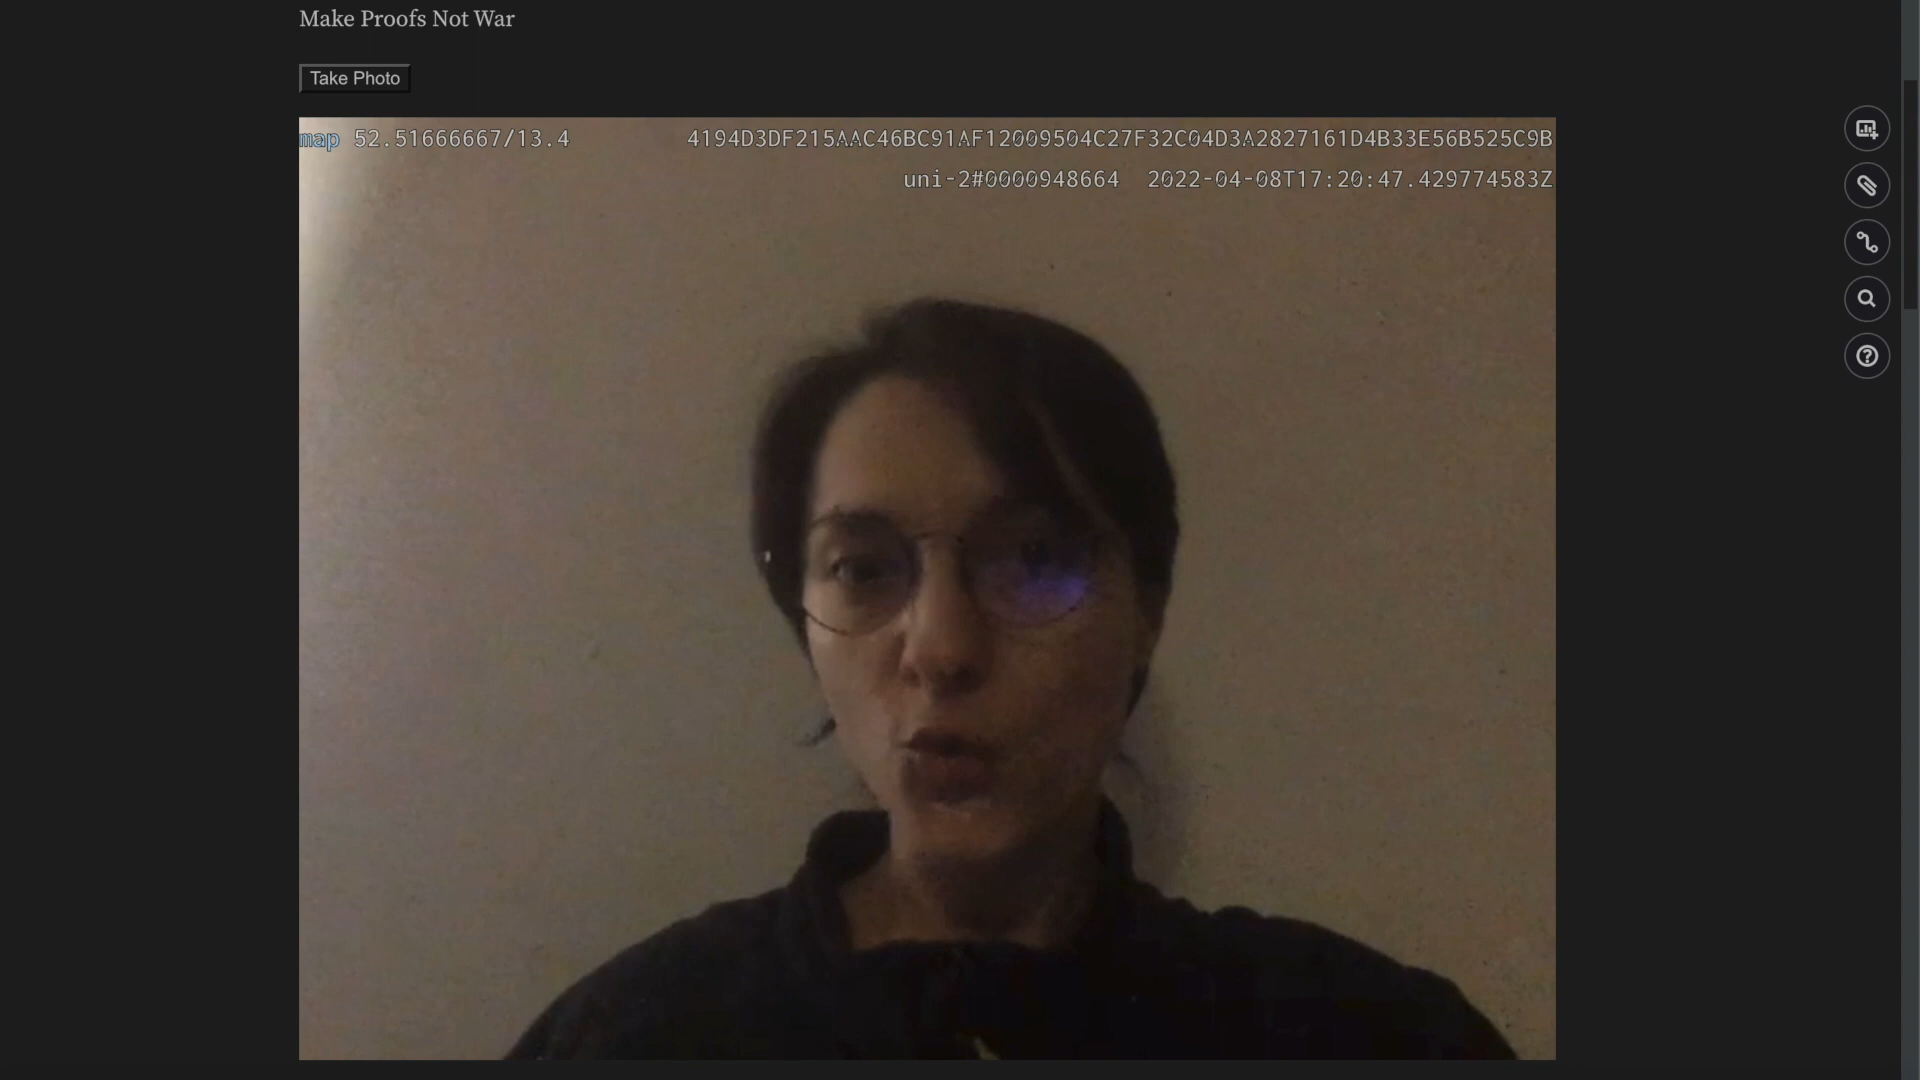 Make Proofs Not War
Take Photo
map 52.51666667/13.4 4194D3DF215AAC46BC91AF12009504C27F32C04D3A2827161D4B33E56B525C9B
uni-2#0000948664 2022-04-08T17:20:47.429774583Z